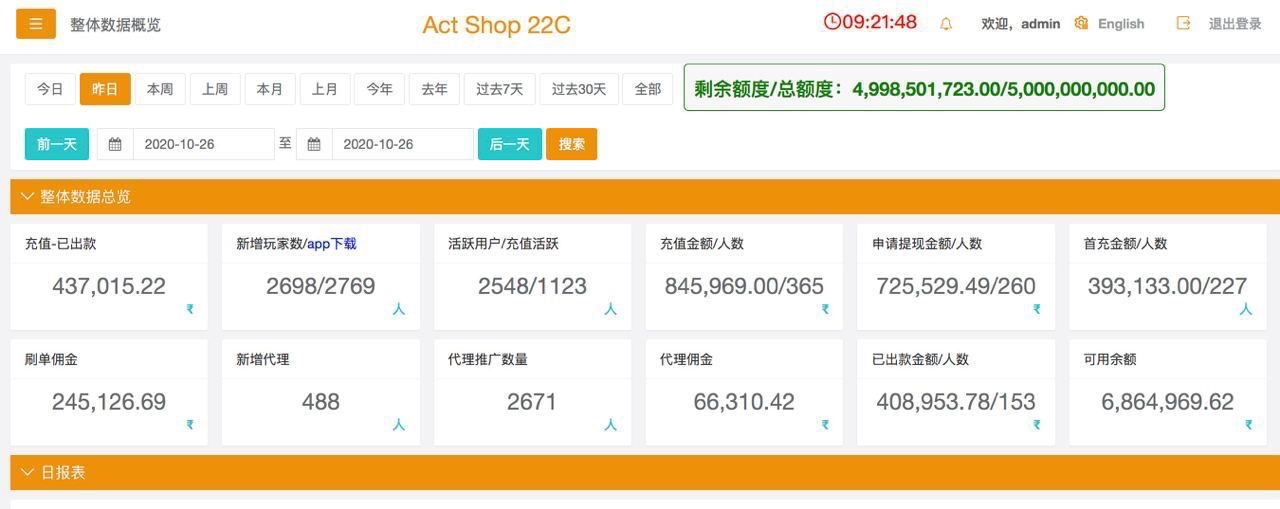 整体数据概览 Act Shop 22C 09:21:48 欢迎，admin English 退出登录
今日 昨日 本周 上周 本月 上月 今年 去年 过去7天 过去30天 全部 剩余额度/总额度：4,998,501,723.00/5,000,000,000.00
前一天 2020-10-26 至 2020-10-26 后一天 搜索
整体数据总览
充值-已出款 新增玩家数/app下载 活跃用户/充值活跃 充值金额/人数 申请提现金额/人数 首充金额/人数
437,015.22 2698/2769 2548/1123 845,969.00/365 725,529.49/260 393,133.00/227
₹ 人 人 ₹ ₹ 人
刷单佣金 新增代理 代理推广数量 代理佣金 已出款金额/人数 可用余额
245,126.69 488 2671 66,310.42 408,953.78/153 6,864,969.62
₹ 人 人 ₹ ₹ ₹
日报表